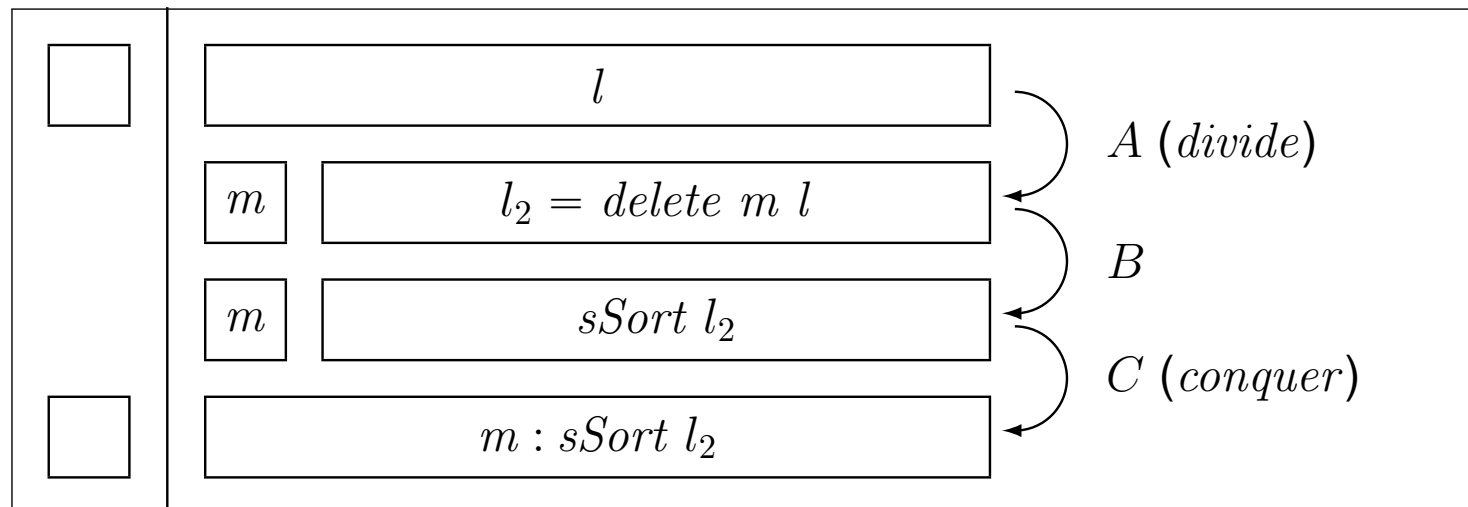 l
A (divide)
m l₂ = delete m l
B
m sSort l₂
C (conquer)
m : sSort l₂